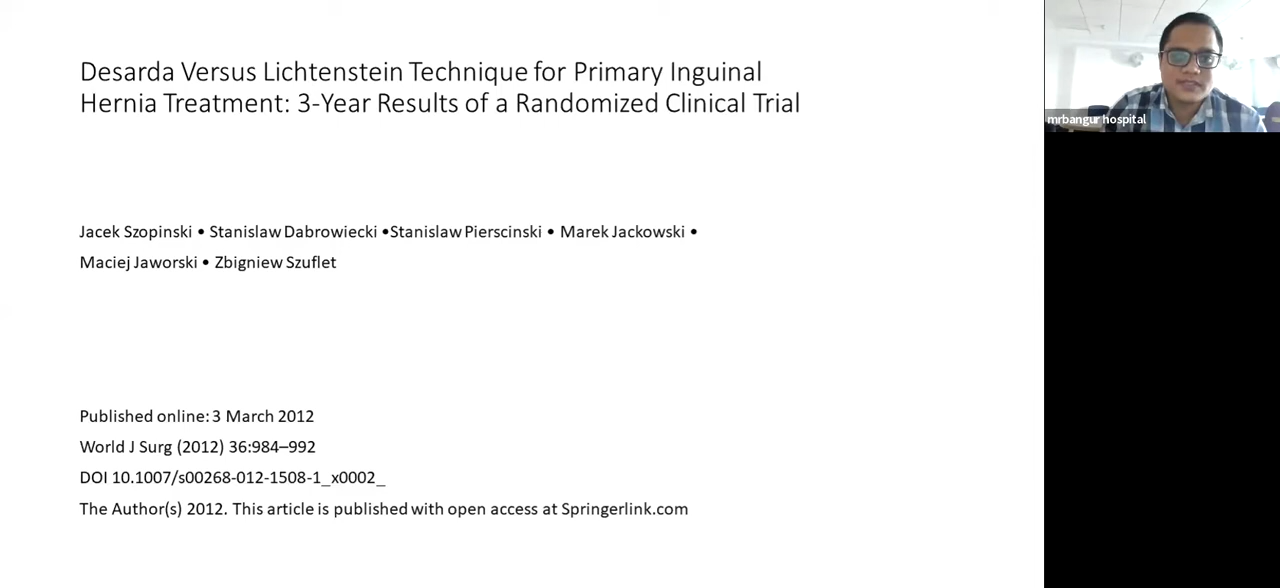 Desarda Versus Lichtenstein Technique for Primary Inguinal
Hernia Treatment: 3-Year Results of a Randomized Clinical Trial
Jacek Szopinski • Stanislaw Dabrowiecki •Stanislaw Pierscinski • Marek Jackowski •
Maciej Jaworski • Zbigniew Szuflet
Published online: 3 March 2012
World J Surg (2012) 36:984–992
DOI 10.1007/s00268-012-1508-1_x0002_
The Author(s) 2012. This article is published with open access at Springerlink.com
mrbangur hospital